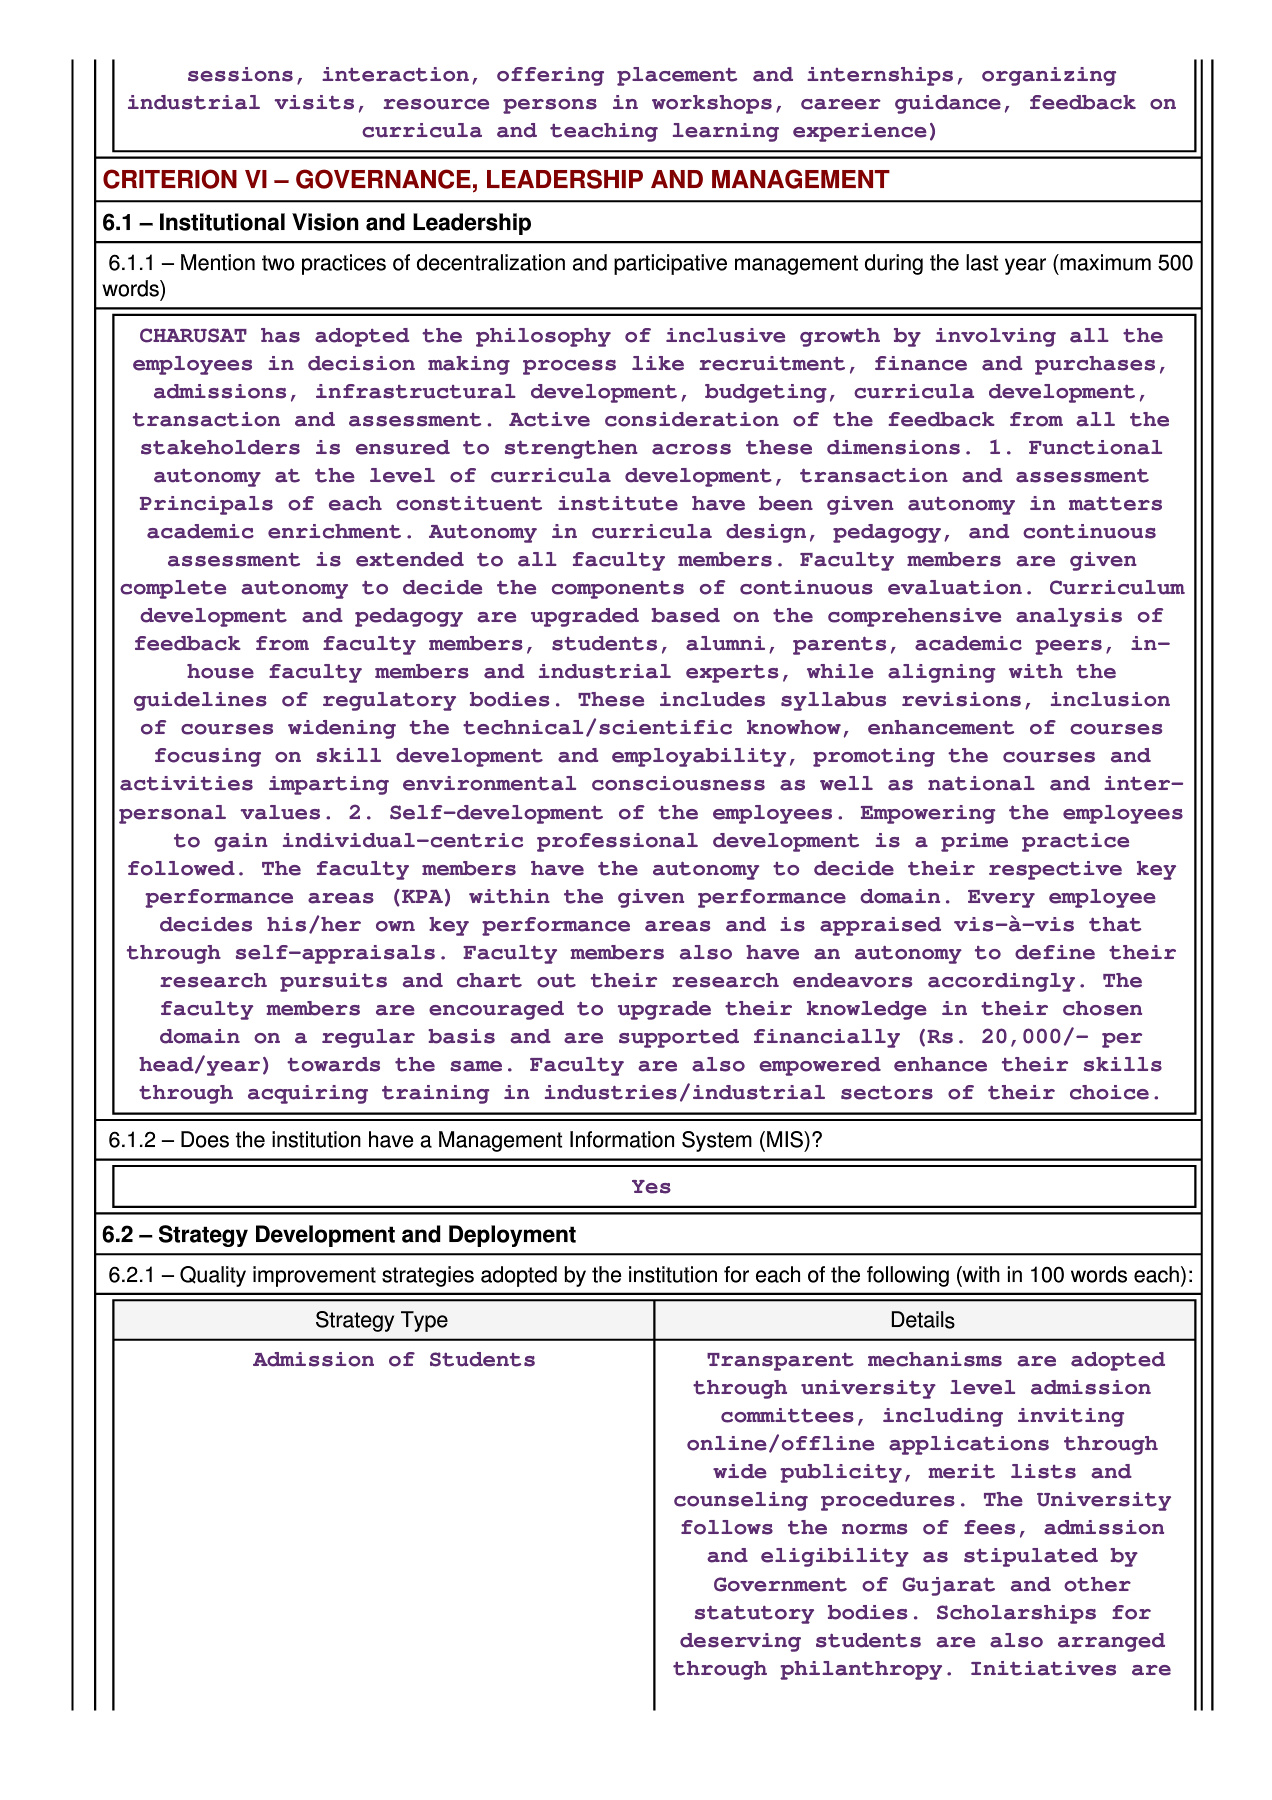 sessions, interaction, offering placement and internships, organizing
industrial visits, resource persons in workshops, career guidance, feedback on
curricula and teaching learning experience)
CRITERION VI – GOVERNANCE, LEADERSHIP AND MANAGEMENT
6.1 – Institutional Vision and Leadership
6.1.1 – Mention two practices of decentralization and participative management during the last year (maximum 500
words)
CHARUSAT has adopted the philosophy of inclusive growth by involving all the
employees in decision making process like recruitment, finance and purchases,
admissions, infrastructural development, budgeting, curricula development,
transaction and assessment. Active consideration of the feedback from all the
stakeholders is ensured to strengthen across these dimensions. 1. Functional
autonomy at the level of curricula development, transaction and assessment
Principals of each constituent institute have been given autonomy in matters
academic enrichment. Autonomy in curricula design, pedagogy, and continuous
assessment is extended to all faculty members. Faculty members are given
complete autonomy to decide the components of continuous evaluation. Curriculum
development and pedagogy are upgraded based on the comprehensive analysis of
feedback from faculty members, students, alumni, parents, academic peers, in-
house faculty members and industrial experts, while aligning with the
guidelines of regulatory bodies. These includes syllabus revisions, inclusion
of courses widening the technical/scientific knowhow, enhancement of courses
focusing on skill development and employability, promoting the courses and
activities imparting environmental consciousness as well as national and inter-
personal values. 2. Self-development of the employees. Empowering the employees
to gain individual-centric professional development is a prime practice
followed. The faculty members have the autonomy to decide their respective key
performance areas (KPA) within the given performance domain. Every employee
decides his/her own key performance areas and is appraised vis-à-vis that
through self-appraisals. Faculty members also have an autonomy to define their
research pursuits and chart out their research endeavors accordingly. The
faculty members are encouraged to upgrade their knowledge in their chosen
domain on a regular basis and are supported financially (Rs. 20,000/- per
head/year) towards the same. Faculty are also empowered enhance their skills
through acquiring training in industries/industrial sectors of their choice.
6.1.2 – Does the institution have a Management Information System (MIS)?
Yes
6.2 – Strategy Development and Deployment
6.2.1 – Quality improvement strategies adopted by the institution for each of the following (with in 100 words each):
Strategy Type Details
Admission of Students
Transparent mechanisms are adopted
through university level admission
committees, including inviting
online/offline applications through
wide publicity, merit lists and
counseling procedures. The University
follows the norms of fees, admission
and eligibility as stipulated by
Government of Gujarat and other
statutory bodies. Scholarships for
deserving students are also arranged
through philanthropy. Initiatives are